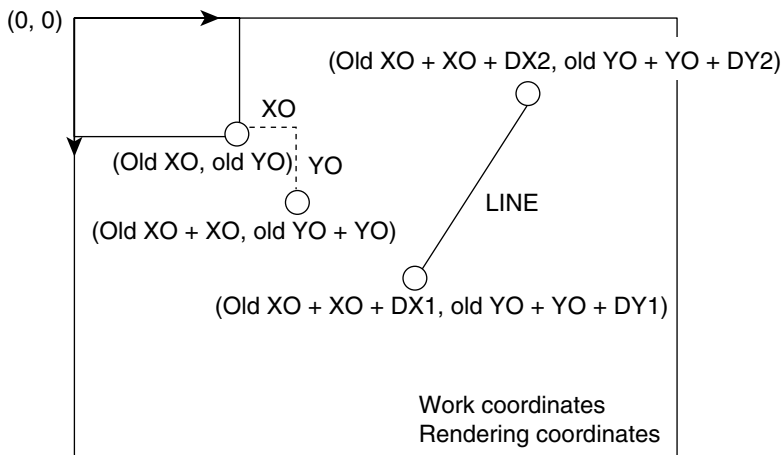 (0, 0)
(Old XO + XO + DX2, old YO + YO + DY2)
XO
(Old XO, old YO)
YO
LINE
(Old XO + XO, old YO + YO)
(Old XO + XO + DX1, old YO + YO + DY1)
Work coordinates
Rendering coordinates